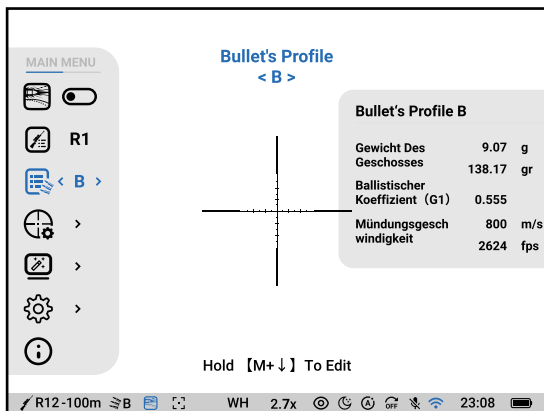 MAIN MENU
Bullet's Profile
< B >
R1
< B >
>
>
>
Bullet's Profile B
Gewicht Des
Geschosses
9.07 g
138.17 gr
Ballistischer
Koeffizient（G1） 0.555
Mündungsgesch
windigkeit
800 m/s
2624 fps
Hold 【M+↓】 To Edit
R12-100m B WH 2.7x A OFF 23:08